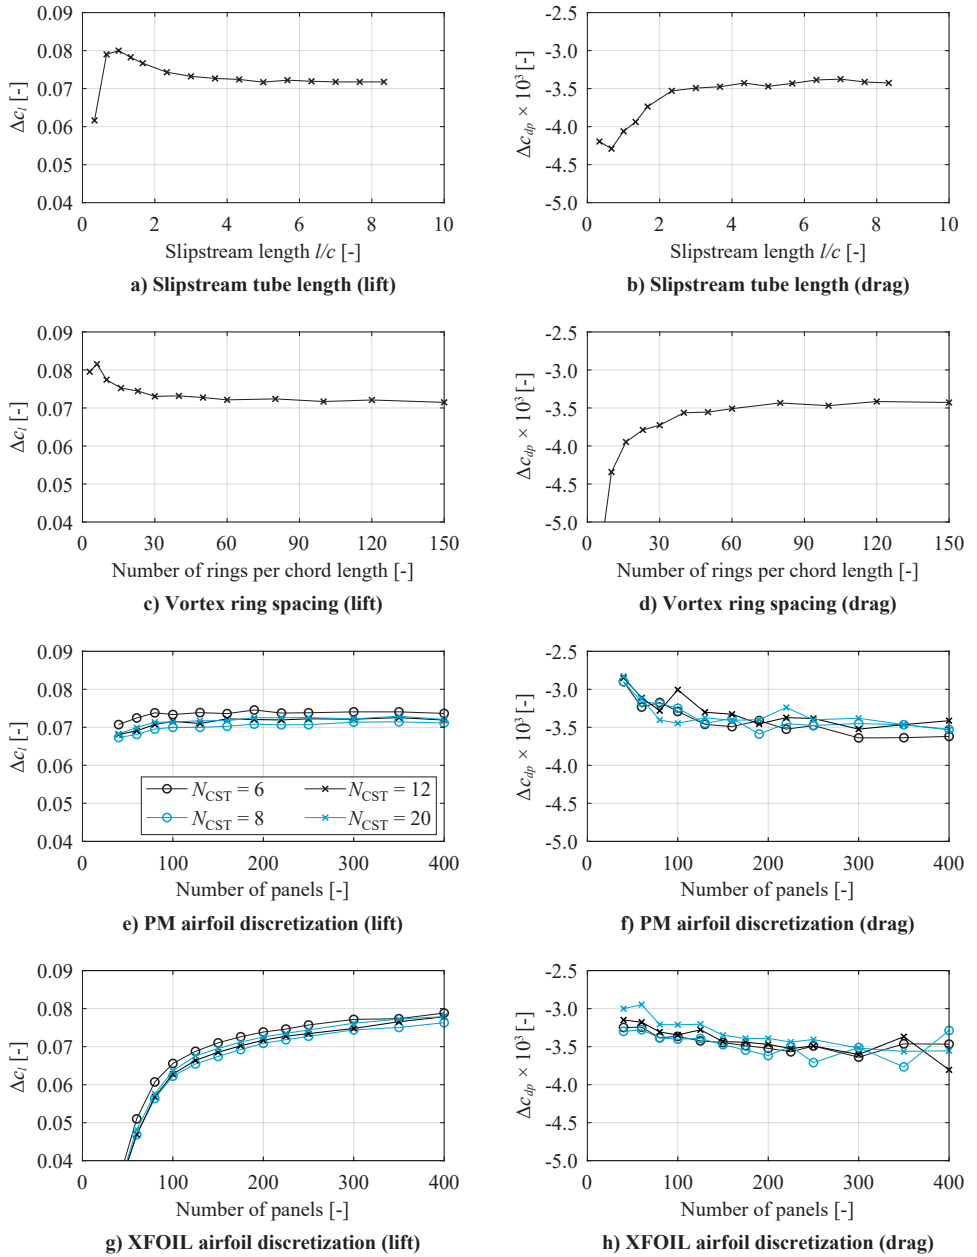 0.09
0.08
0.07
0.06
0.05
0.04
Δc_l [-]
0 2 4 6 8 10
Slipstream length l/c [-]
a) Slipstream tube length (lift)
-2.5
-3.0
-3.5
-4.0
-4.5
-5.0
Δc_dp × 10³ [-]
0 2 4 6 8 10
Slipstream length l/c [-]
b) Slipstream tube length (drag)
0.09
0.08
0.07
0.06
0.05
0.04
Δc_l [-]
0 30 60 90 120 150
Number of rings per chord length [-]
c) Vortex ring spacing (lift)
-2.5
-3.0
-3.5
-4.0
-4.5
-5.0
Δc_dp × 10³ [-]
0 30 60 90 120 150
Number of rings per chord length [-]
d) Vortex ring spacing (drag)
0.09
0.08
0.07
0.06
0.05
0.04
Δc_l [-]
N_CST = 6 N_CST = 12
N_CST = 8 N_CST = 20
0 100 200 300 400
Number of panels [-]
e) PM airfoil discretization (lift)
-2.5
-3.0
-3.5
-4.0
-4.5
-5.0
Δc_dp × 10³ [-]
0 100 200 300 400
Number of panels [-]
f) PM airfoil discretization (drag)
0.09
0.08
0.07
0.06
0.05
0.04
Δc_l [-]
0 100 200 300 400
Number of panels [-]
g) XFOIL airfoil discretization (lift)
-2.5
-3.0
-3.5
-4.0
-4.5
-5.0
Δc_dp × 10³ [-]
0 100 200 300 400
Number of panels [-]
h) XFOIL airfoil discretization (drag)